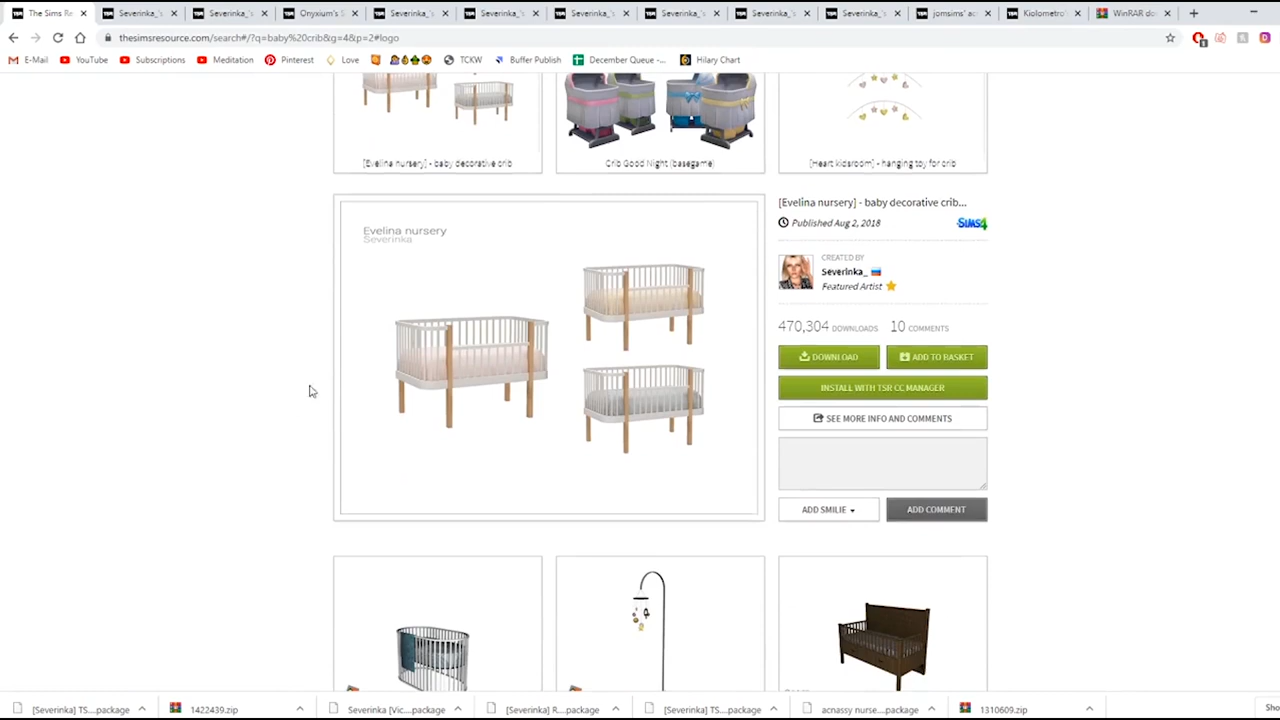 The Sims Re
Severinka_'s
Severinka_'s
Onyxium's S
Severinka_'s
Severinka_'s
Severinka_'s
Severinka_'s
Severinka_'s
Severinka_'s
jomsims' ac
Kiolometro'
WinRAR do
thesimsresource.com/search#/?q=baby%20crib&g=4&p=2#logo
E-Mail YouTube Subscriptions Meditation Pinterest Love TCKW Buffer Publish December Queue -... Hilary Chart
[Evelina nursery] - baby decorative crib
Crib Good Night (basegame)
[Heart kidsroom] - hanging toy for crib
Evelina nursery
Severinka
[Evelina nursery] - baby decorative crib...
Published Aug 2, 2018
SIMS4
CREATED BY
Severinka_
Featured Artist
470,304 DOWNLOADS 10 COMMENTS
DOWNLOAD ADD TO BASKET
INSTALL WITH TSR CC MANAGER
SEE MORE INFO AND COMMENTS
ADD SMILIE ADD COMMENT
[Severinka] TS....package
1422439.zip
Severinka [Vic....package
[Severinka] R....package
[Severinka] TS....package
acnassy nurse....package
1310609.zip
Sho